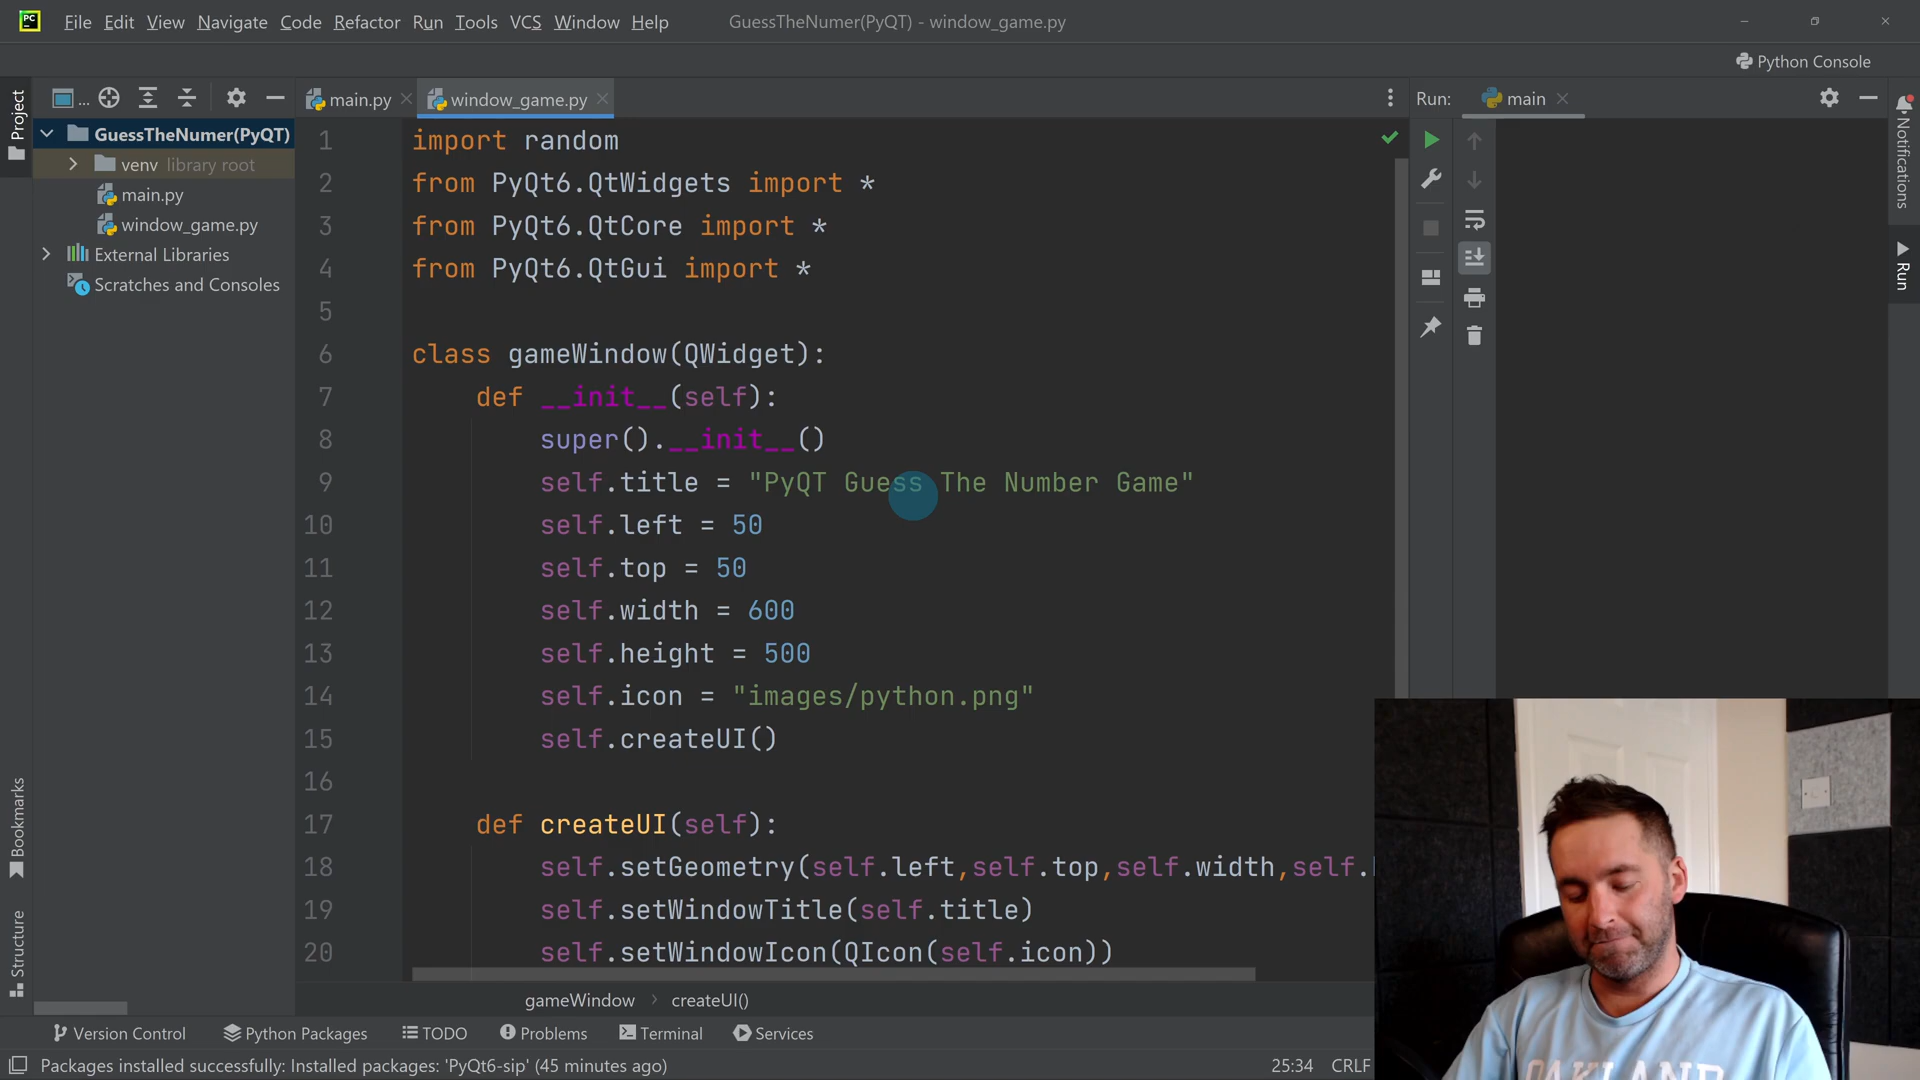 PC File Edit View Navigate Code Refactor Run Tools VCS Window Help GuessTheNumer(PyQT) - window_game.py
Python Console
Project
... main.py window_game.py Run: main
Notifications
Run
GuessTheNumer(PyQT)
venv library root
main.py
window_game.py
External Libraries
Scratches and Consoles
1 import random
2 from PyQt6.QtWidgets import *
3 from PyQt6.QtCore import *
4 from PyQt6.QtGui import *
5
6 class gameWindow(QWidget):
7 def __init__(self):
8 super().__init__()
9 self.title = "PyQT Guess The Number Game"
10 self.left = 50
11 self.top = 50
12 self.width = 600
13 self.height = 500
14 self.icon = "images/python.png"
15 self.createUI()
16
17 def createUI(self):
18 self.setGeometry(self.left,self.top,self.width,self.
19 self.setWindowTitle(self.title)
20 self.setWindowIcon(QIcon(self.icon))
Bookmarks
Structure
gameWindow > createUI()
Version Control Python Packages TODO Problems Terminal Services
Packages installed successfully: Installed packages: 'PyQt6-sip' (45 minutes ago) 25:34 CRLF
OAKLAND